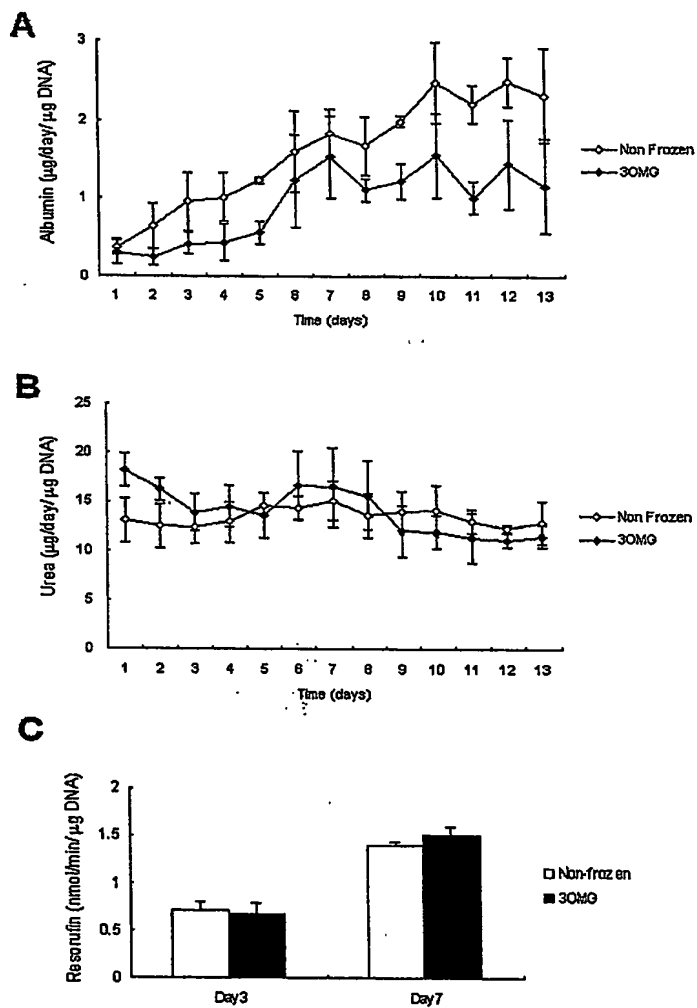 A
Albumin (µg/day/µg DNA)
3
2
1
0
1 2 3 4 5 6 7 8 9 10 11 12 13
Time (days)
Non Frozen
3OMG
B
Urea (µg/day/µg DNA)
25
20
15
10
5
0
1 2 3 4 5 6 7 8 9 10 11 12 13
Time (days)
Non Frozen
3OMG
C
Resorufin (nmol/min/µg DNA)
2
1.5
1
0.5
0
Day3 Day7
Non-frozen
3OMG